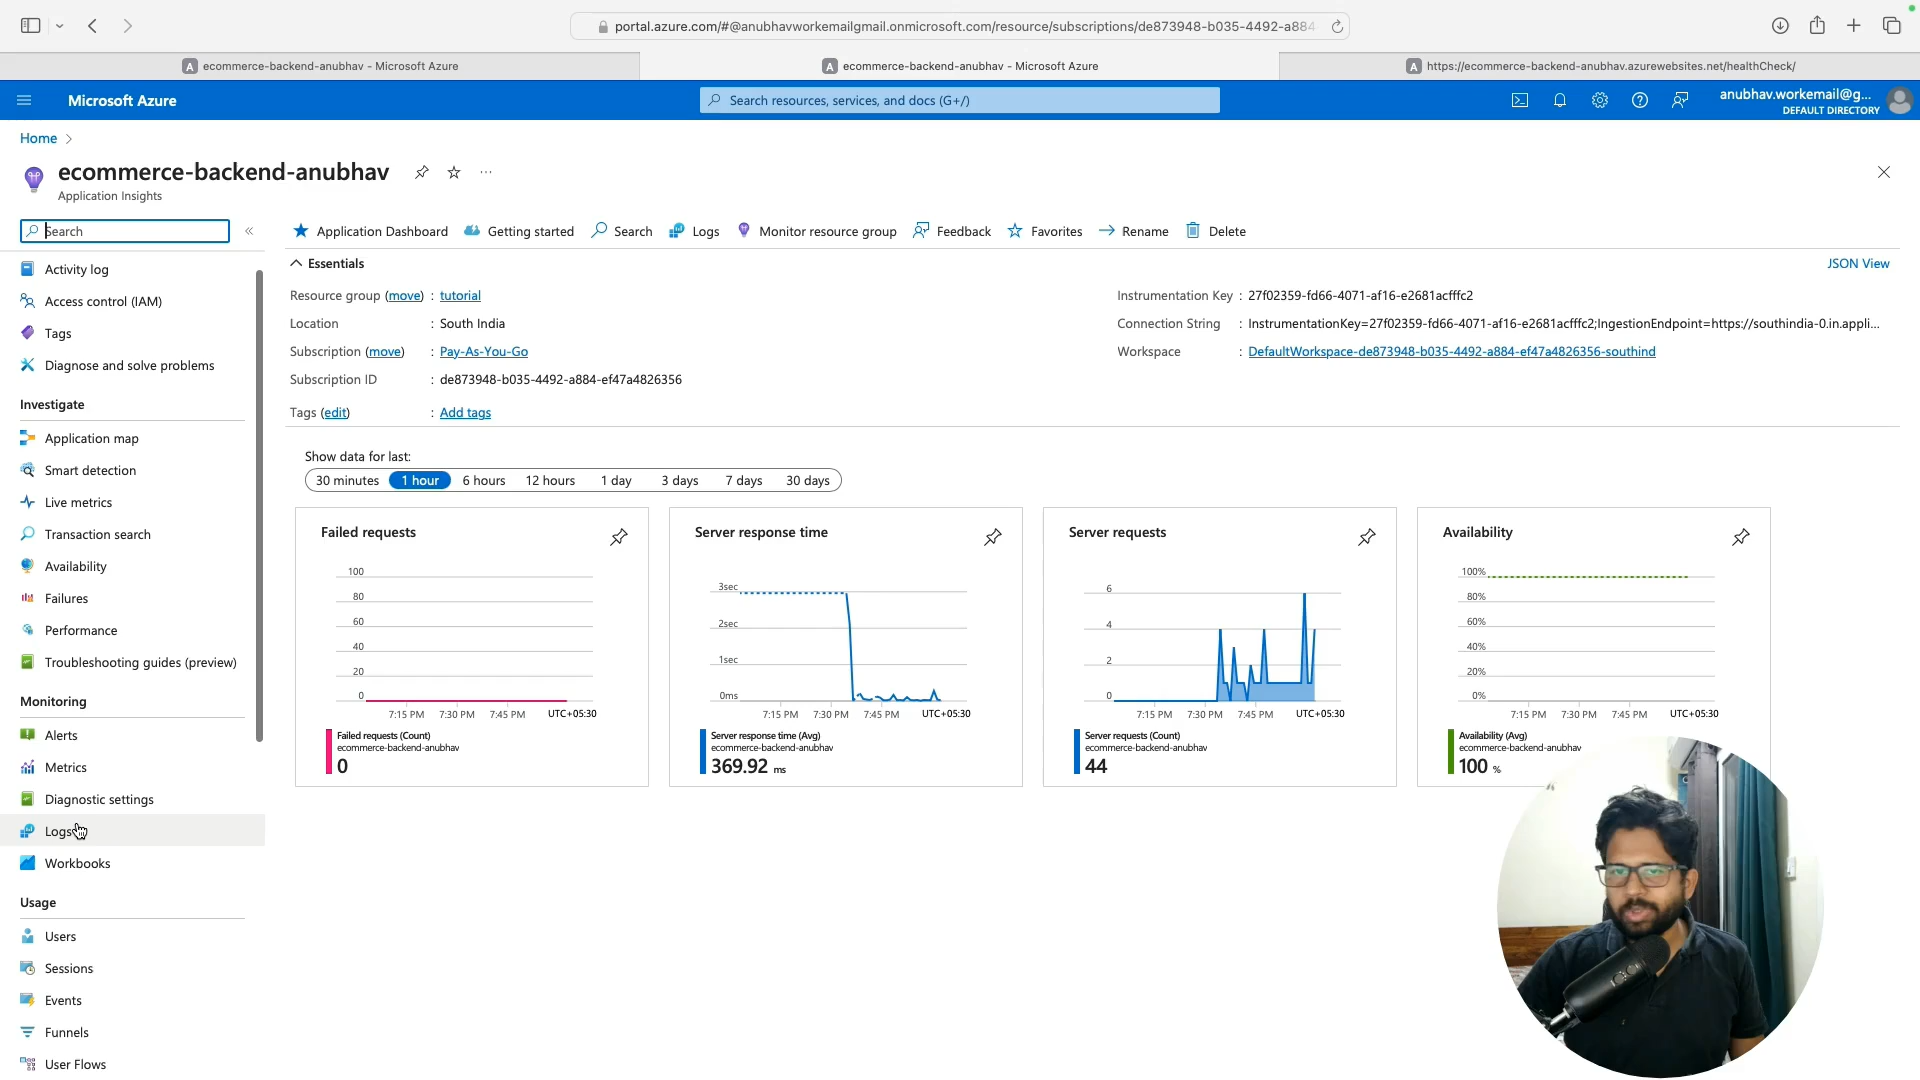 portal.azure.com/#@anubhavworkemailgmail.onmicrosoft.com/resource/subscriptions/de873948-b035-4492-a884
A ecommerce-backend-anubhav - Microsoft Azure
A ecommerce-backend-anubhav - Microsoft Azure
A https://ecommerce-backend-anubhav.azurewebsites.net/healthCheck/
Microsoft Azure
Search resources, services, and docs (G+/)
anubhav.workemail@g...
DEFAULT DIRECTORY
Home
ecommerce-backend-anubhav
Application Insights
Search
Activity log
Access control (IAM)
Tags
Diagnose and solve problems
Investigate
Application map
Smart detection
Live metrics
Transaction search
Availability
Failures
Performance
Troubleshooting guides (preview)
Monitoring
Alerts
Metrics
Diagnostic settings
Logs
Workbooks
Usage
Users
Sessions
Events
Funnels
User Flows
Application Dashboard Getting started Search Logs Monitor resource group Feedback Favorites Rename Delete
Essentials
JSON View
Resource group (move) : tutorial
Location : South India
Subscription (move) : Pay-As-You-Go
Subscription ID : de873948-b035-4492-a884-ef47a4826356
Tags (edit) : Add tags
Instrumentation Key : 27f02359-fd66-4071-af16-e2681acfffc2
Connection String : InstrumentationKey=27f02359-fd66-4071-af16-e2681acfffc2;IngestionEndpoint=https://southindia-0.in.appli...
Workspace : DefaultWorkspace-de873948-b035-4492-a884-ef47a4826356-southind
Show data for last:
30 minutes 1 hour 6 hours 12 hours 1 day 3 days 7 days 30 days
Failed requests
100
80
60
40
20
0
7:15 PM 7:30 PM 7:45 PM UTC+05:30
Failed requests (Count)
ecommerce-backend-anubhav
0
Server response time
3sec
2sec
1sec
0ms
7:15 PM 7:30 PM 7:45 PM UTC+05:30
Server response time (Avg)
ecommerce-backend-anubhav
369.92 ms
Server requests
6
4
2
0
7:15 PM 7:30 PM 7:45 PM UTC+05:30
Server requests (Count)
ecommerce-backend-anubhav
44
Availability
100%
80%
60%
40%
20%
0%
7:15 PM 7:30 PM 7:45 PM UTC+05:30
Availability (Avg)
ecommerce-backend-anubhav
100 %